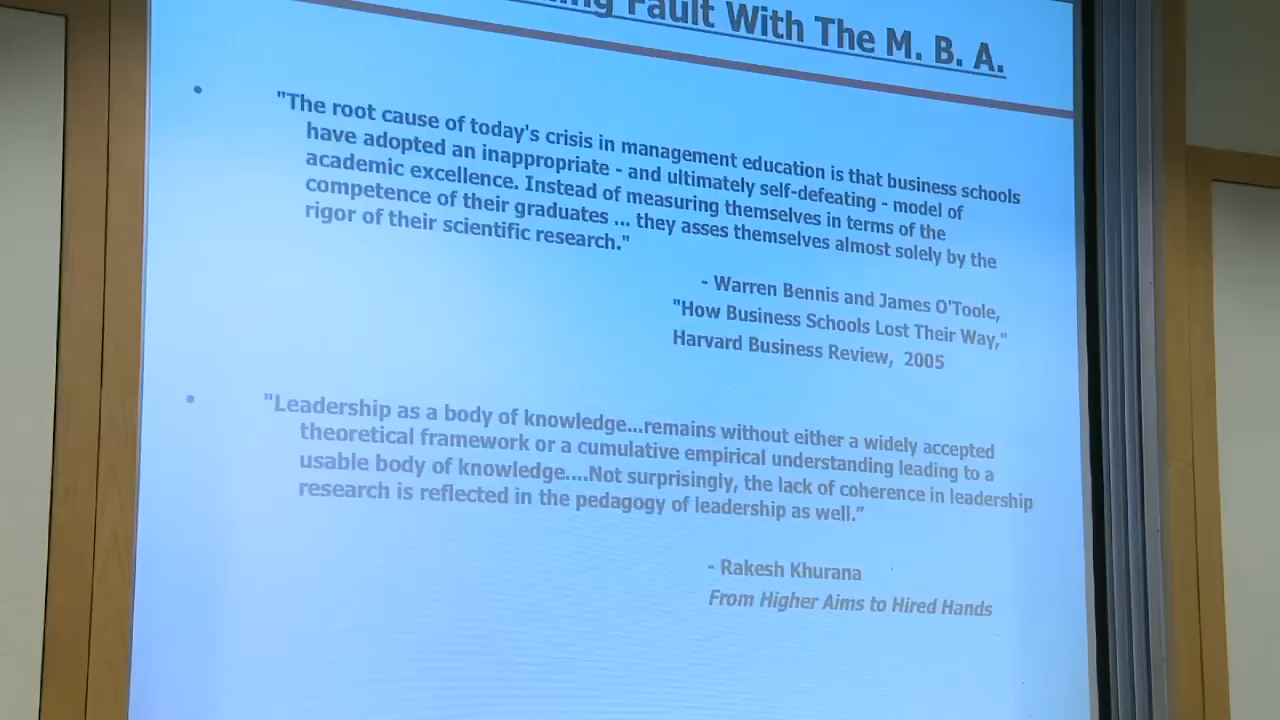 Fault With The M. B. A.
• "The root cause of today's crisis in management education is that business schools
have adopted an inappropriate - and ultimately self-defeating - model of
academic excellence. Instead of measuring themselves in terms of the
competence of their graduates ... they asses themselves almost solely by the
rigor of their scientific research."
- Warren Bennis and James O'Toole,
"How Business Schools Lost Their Way,"
Harvard Business Review, 2005
• "Leadership as a body of knowledge...remains without either a widely accepted
theoretical framework or a cumulative empirical understanding leading to a
usable body of knowledge....Not surprisingly, the lack of coherence in leadership
research is reflected in the pedagogy of leadership as well.”
- Rakesh Khurana
From Higher Aims to Hired Hands